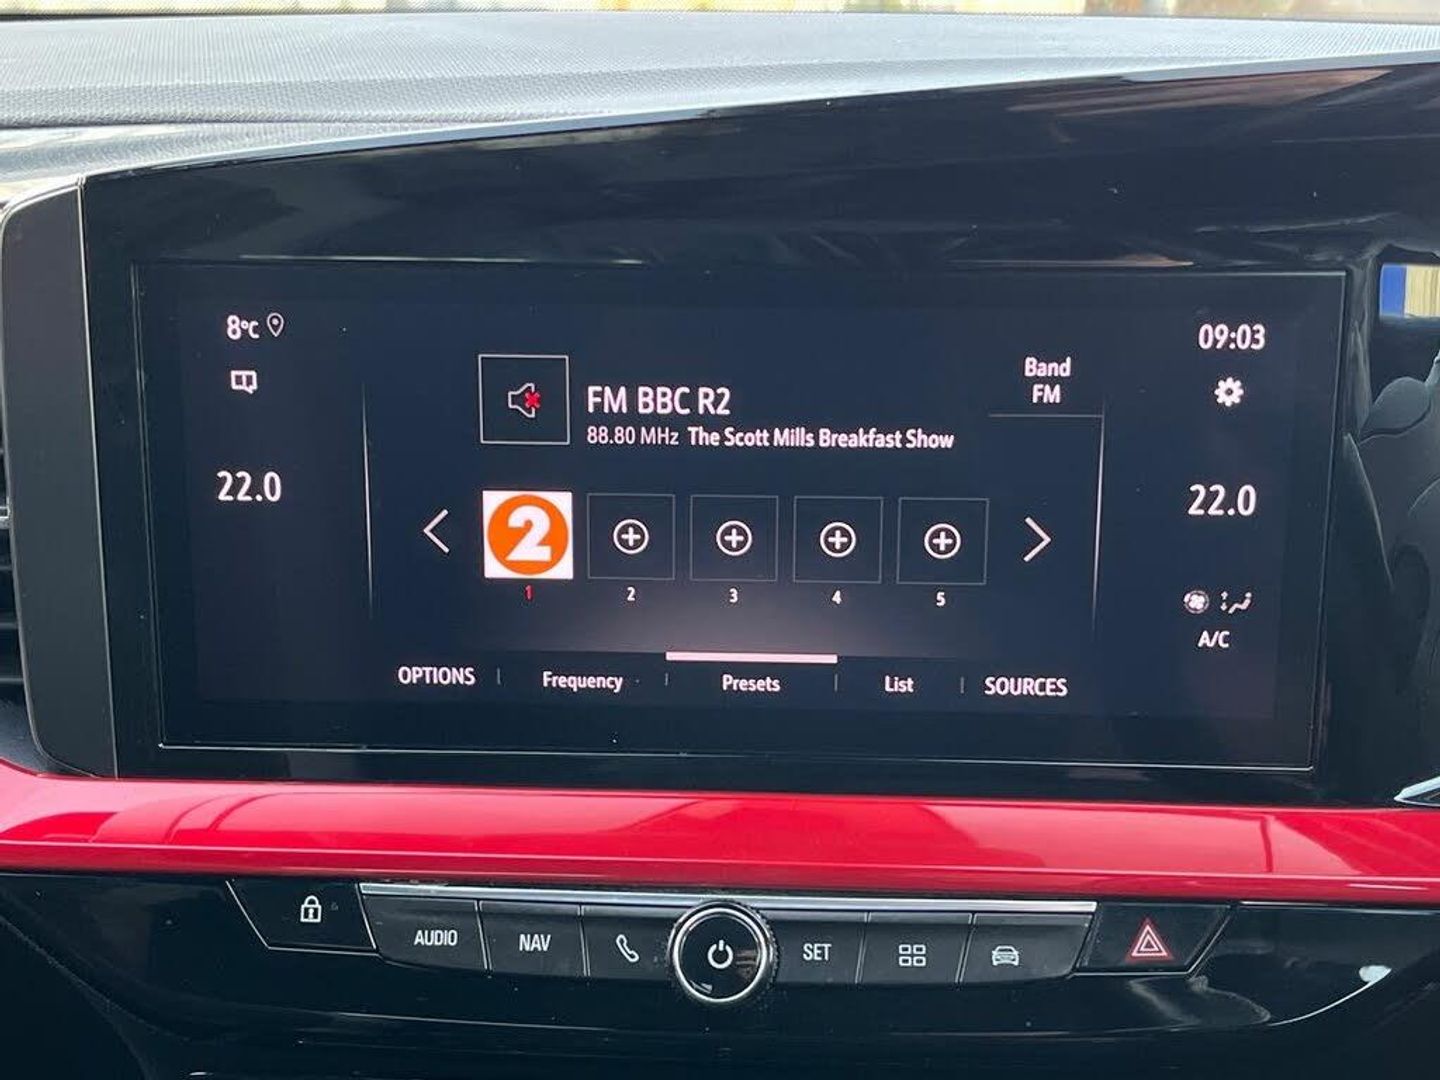 8°C
09:03
Band
FM
FM BBC R2
88.80 MHz The Scott Mills Breakfast Show
22.0
22.0
2
1
2
3
4
5
A/C
OPTIONS
Frequency
Presets
List
SOURCES
AUDIO
NAV
SET